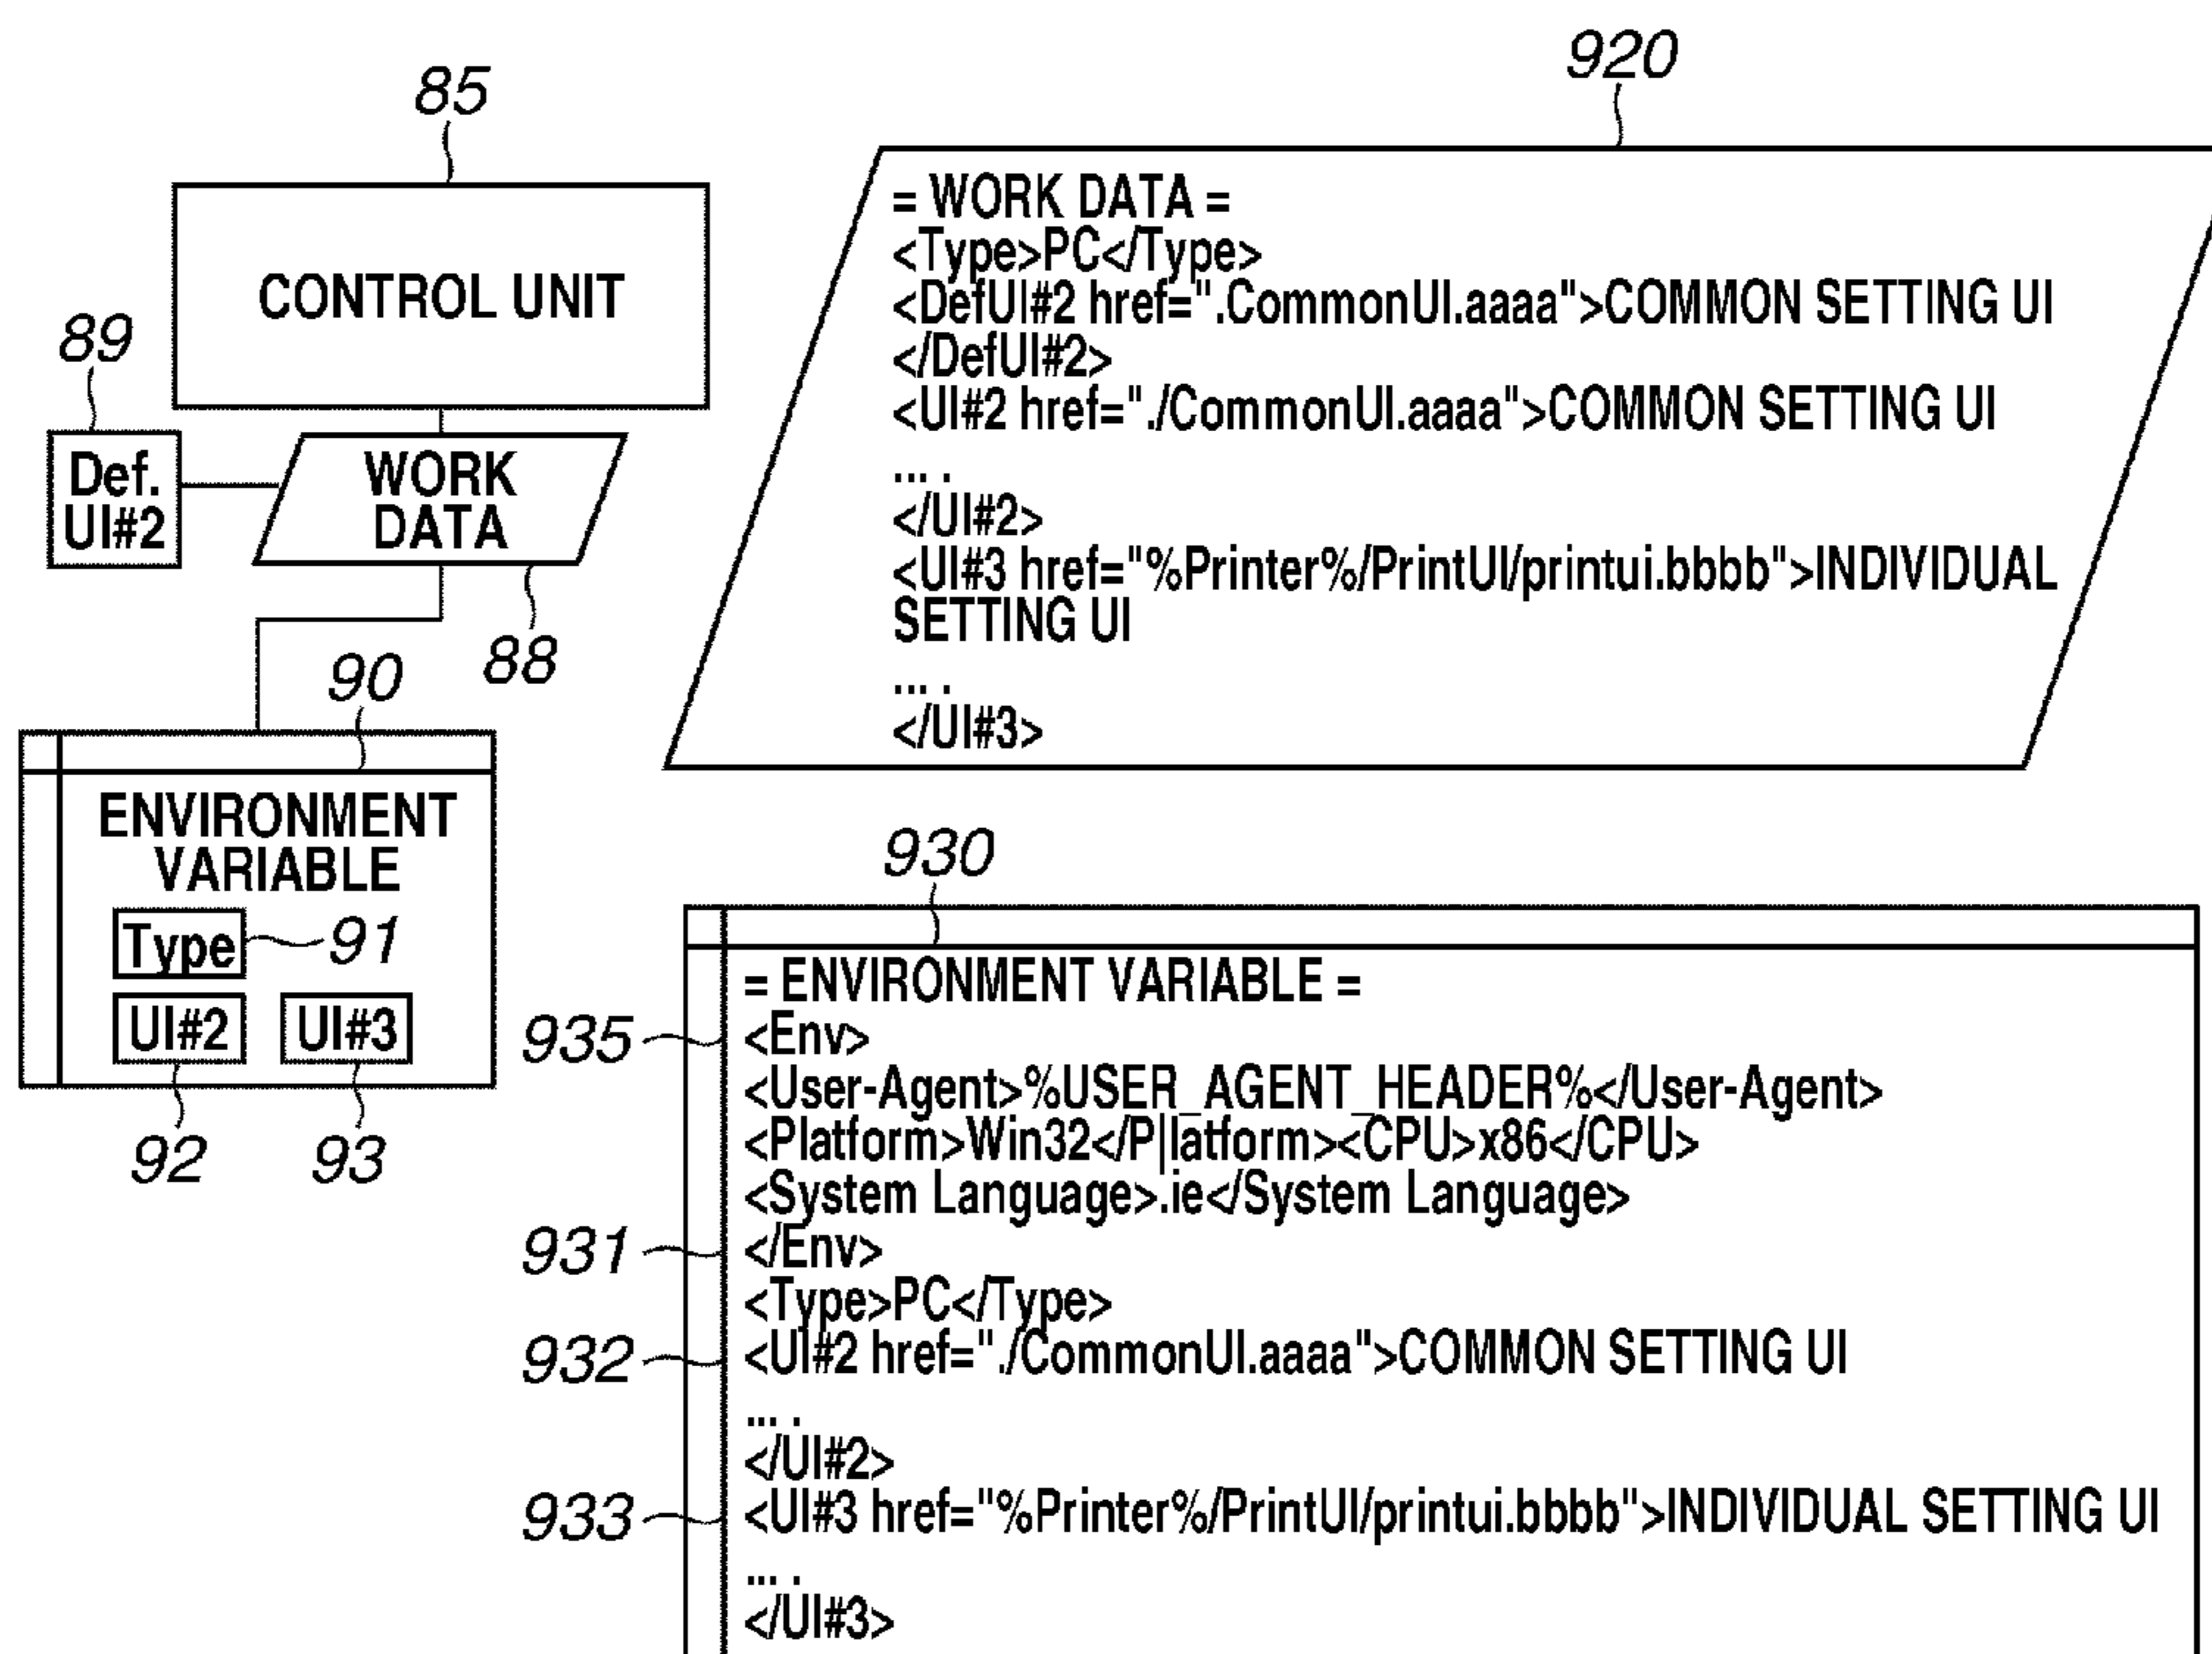 85
CONTROL UNIT
89
Def.
UI#2
WORK
DATA
88
90
ENVIRONMENT
VARIABLE
Type
91
UI#2
UI#3
92
93
920
= WORK DATA =
<Type>PC</Type>
<DefUI#2 href=".CommonUI.aaaa">COMMON SETTING UI
</DefUI#2>
<UI#2 href="./CommonUI.aaaa">COMMON SETTING UI
... .
</UI#2>
<UI#3 href="%Printer%/PrintUI/printui.bbbb">INDIVIDUAL
SETTING UI
... .
</UI#3>
930
= ENVIRONMENT VARIABLE =
935
<Env>
<User-Agent>%USER_AGENT_HEADER%</User-Agent>
<Platform>Win32</P|latform><CPU>x86</CPU>
<System Language>.ie</System Language>
931
</Env>
<Type>PC</Type>
932
<UI#2 href="./CommonUI.aaaa">COMMON SETTING UI
... .
</UI#2>
933
<UI#3 href="%Printer%/PrintUI/printui.bbbb">INDIVIDUAL SETTING UI
... .
</UI#3>